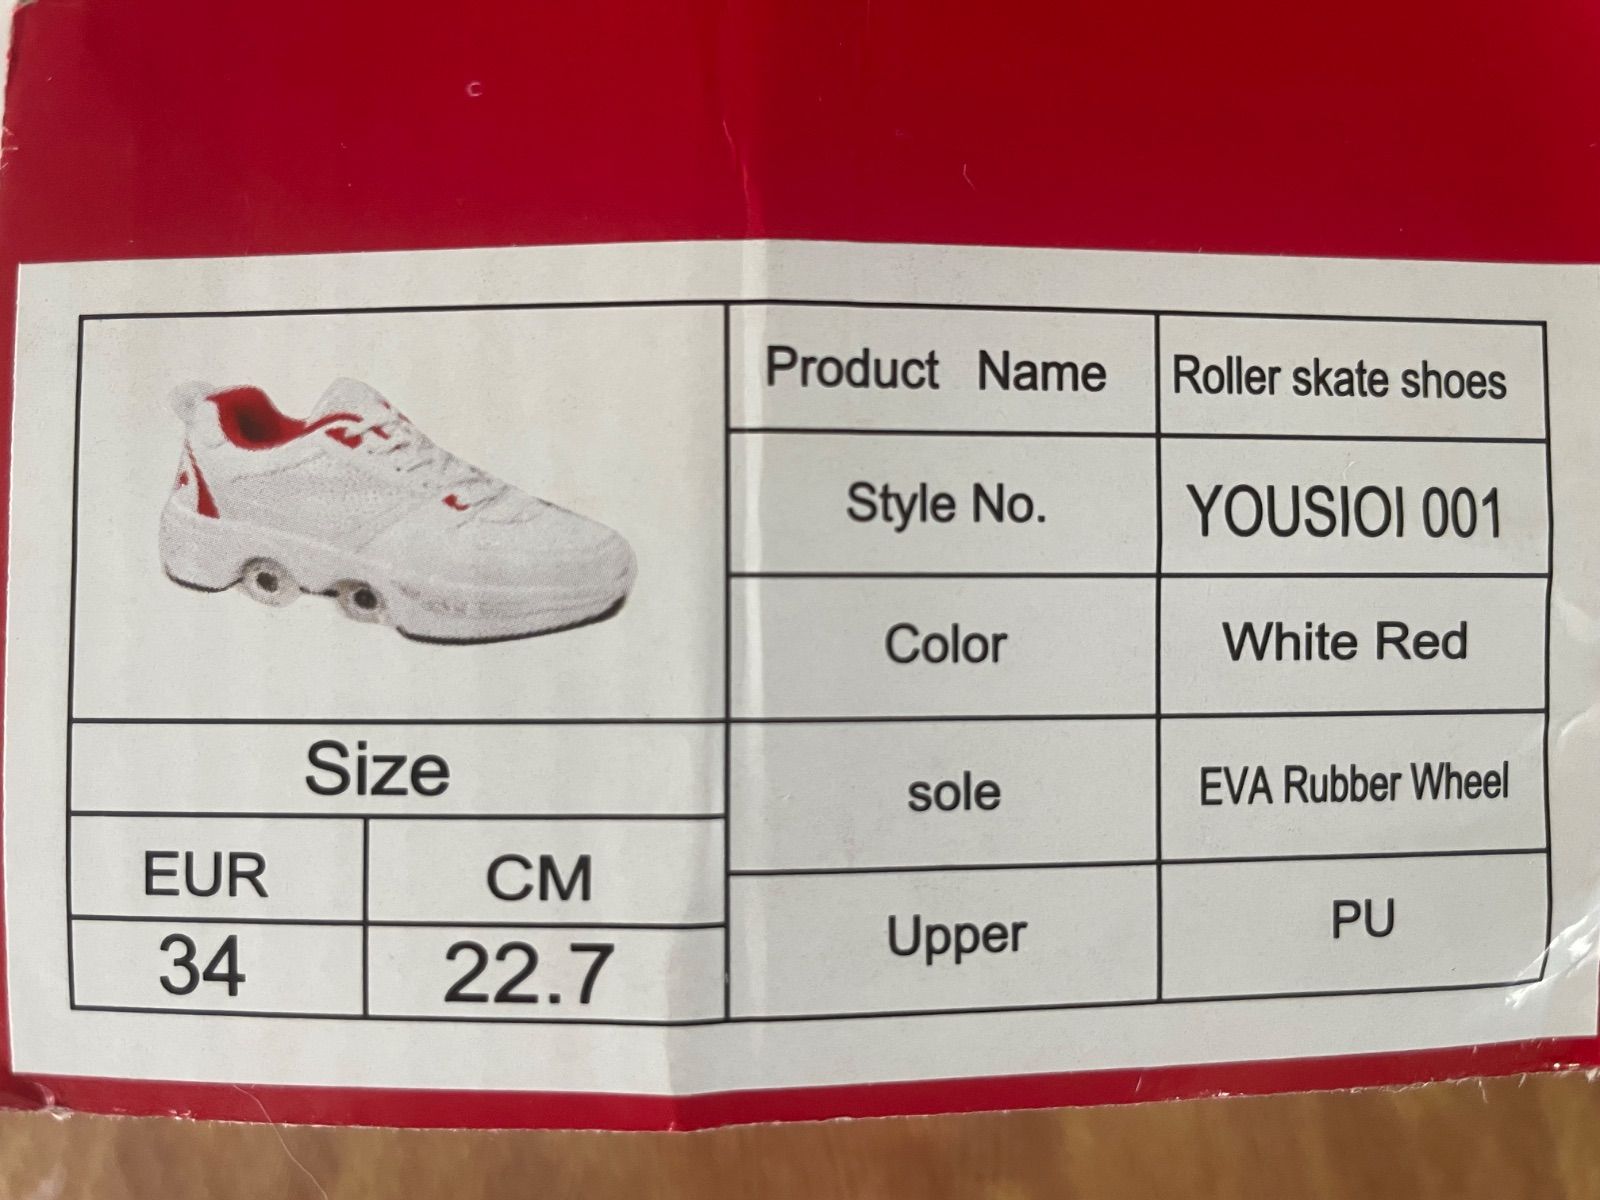 Product Name
Roller skate shoes
Style No.
YOUSIOI 001
Color
White Red
Size
sole
EVA Rubber Wheel
EUR
CM
34
22.7
Upper
PU